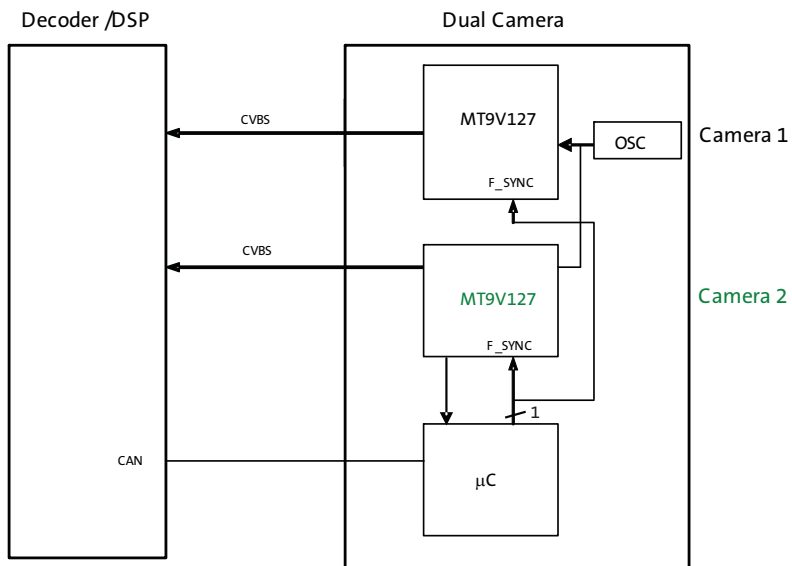 Decoder /DSP
Dual Camera
CVBS
MT9V127
OSC
Camera 1
F_SYNC
CVBS
MT9V127
Camera 2
F_SYNC
1
CAN
µC